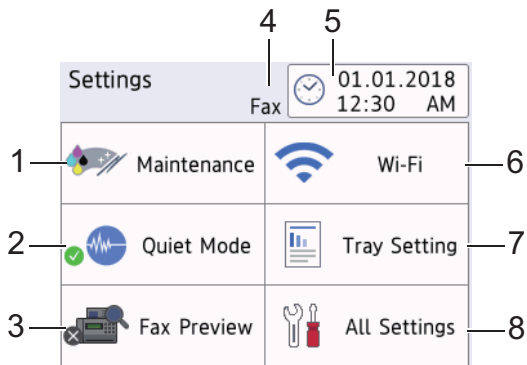 4 5
Settings
Fax
01.01.2018
12:30 AM
1 Maintenance
Wi-Fi 6
2 Quiet Mode
Tray Setting 7
3 Fax Preview
All Settings 8